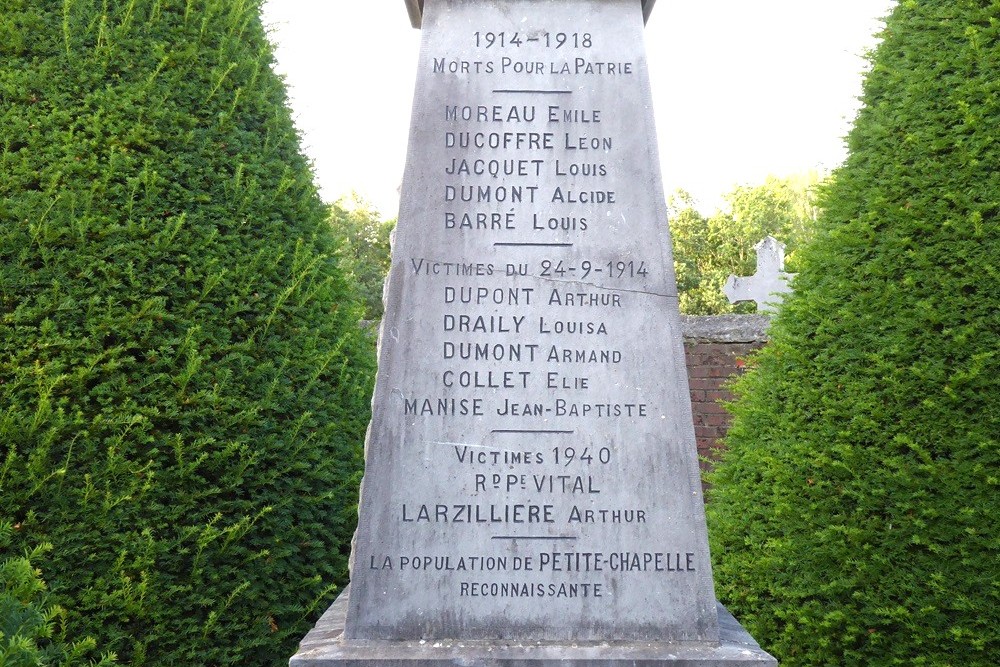 1914-1918
MORTS POUR LA PATRIE
MOREAU EMILE
DUCOFFRE LEON
JACQUET LOUIS
DUMONT ALCIDE
BARRÉ LOUIS
VICTIMES DU 24-9-1914
DUPONT ARTHUR
DRAILY LOUISA
DUMONT ARMAND
COLLET ELIE
MANISE JEAN-BAPTISTE
VICTIMES 1940
RD PE VITAL
LARZILLIERE ARTHUR
LA POPULATION DE PETITE-CHAPELLE
RECONNAISSANTE